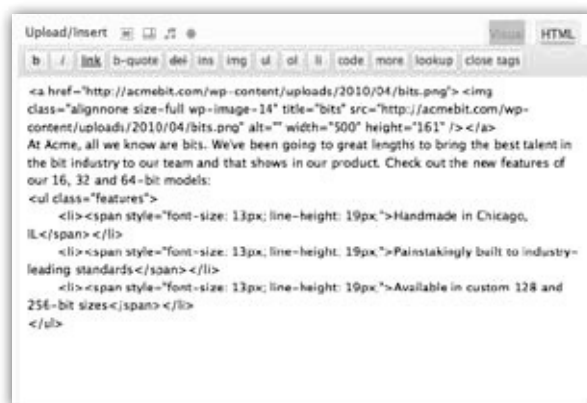 Upload/Insert
Visual HTML
b i link b-quote del ins img ul ol li code more lookup close tags
<a href="http://acmebit.com/wp-content/uploads/2010/04/bits.png"><img
class="alignnone size-full wp-image-14" title="bits" src="http://acmebit.com/wp-
content/uploads/2010/04/bits.png" alt="" width="500" height="161" /></a>
At Acme, all we know are bits. We've been going to great lengths to bring the best talent in
the bit industry to our team and that shows in our product. Check out the new features of
our 16, 32 and 64-bit models:
<ul class="features">
<li><span style="font-size: 13px; line-height: 19px;">Handmade in Chicago,
IL</span></li>
<li><span style="font-size: 13px; line-height: 19px;">Painstakingly built to industry-
leading standards</span></li>
<li><span style="font-size: 13px; line-height: 19px;">Available in custom 128 and
256-bit sizes</span></li>
</ul>